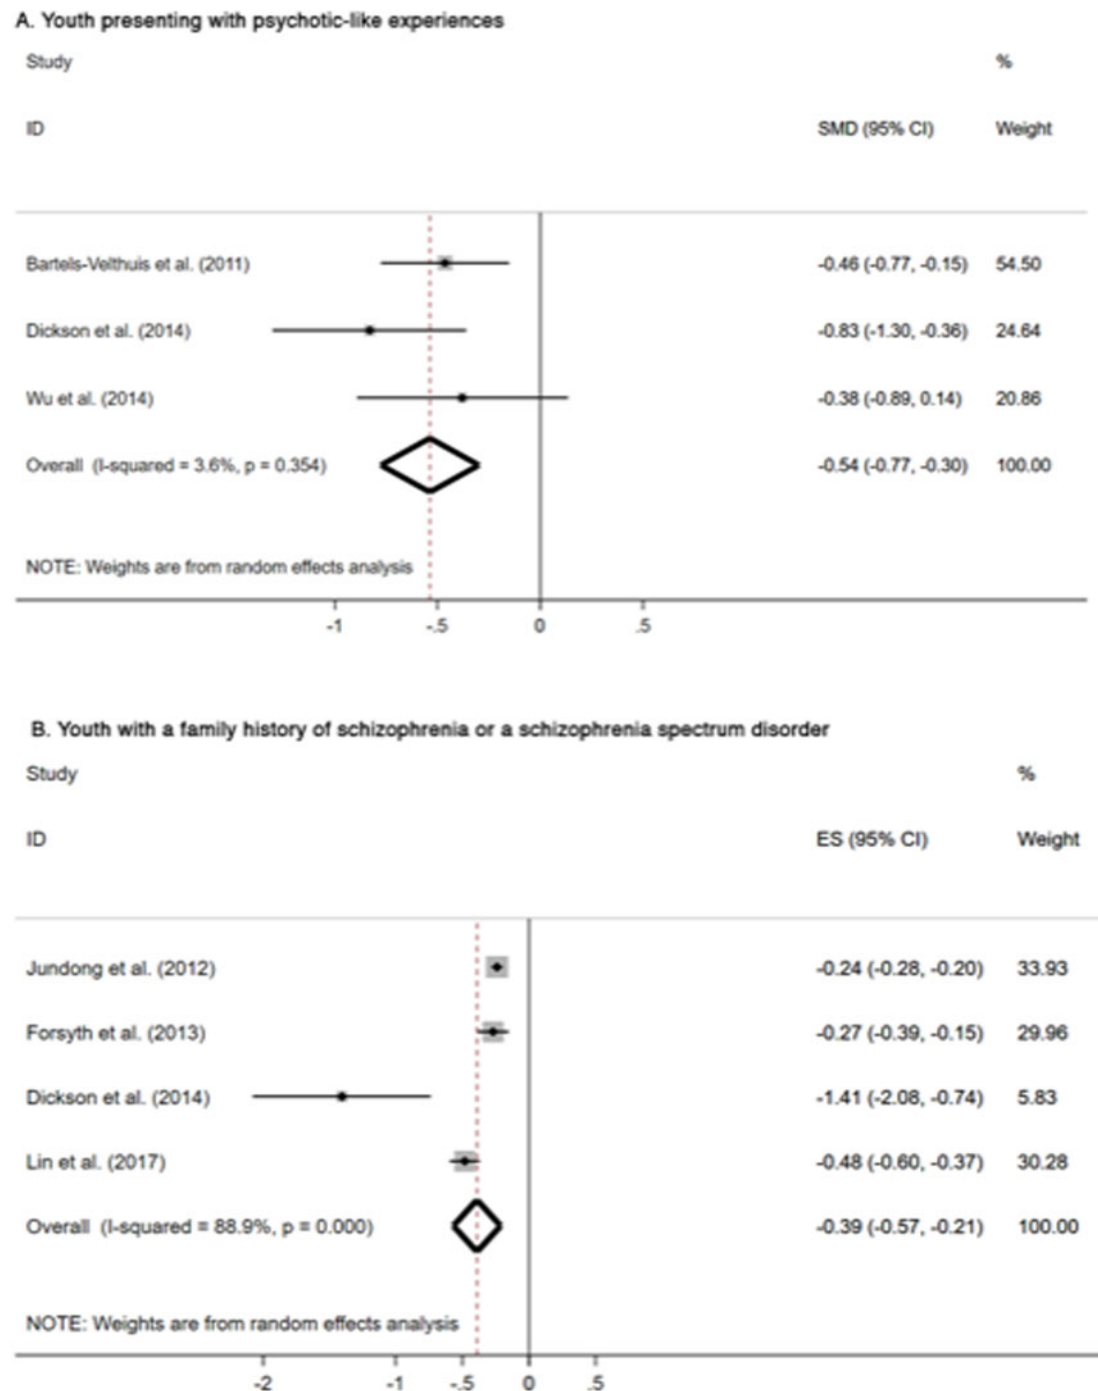 A. Youth presenting with psychotic-like experiences
Study %
ID SMD (95% CI) Weight
Bartels-Velthuis et al. (2011) -0.46 (-0.77, -0.15) 54.50
Dickson et al. (2014) -0.83 (-1.30, -0.36) 24.64
Wu et al. (2014) -0.38 (-0.89, 0.14) 20.86
Overall (I-squared = 3.6%, p = 0.354) -0.54 (-0.77, -0.30) 100.00
NOTE: Weights are from random effects analysis
-1 -.5 0 .5
B. Youth with a family history of schizophrenia or a schizophrenia spectrum disorder
Study %
ID ES (95% CI) Weight
Jundong et al. (2012) -0.24 (-0.28, -0.20) 33.93
Forsyth et al. (2013) -0.27 (-0.39, -0.15) 29.96
Dickson et al. (2014) -1.41 (-2.08, -0.74) 5.83
Lin et al. (2017) -0.48 (-0.60, -0.37) 30.28
Overall (I-squared = 88.9%, p = 0.000) -0.39 (-0.57, -0.21) 100.00
NOTE: Weights are from random effects analysis
-2 -1 -.5 0 .5